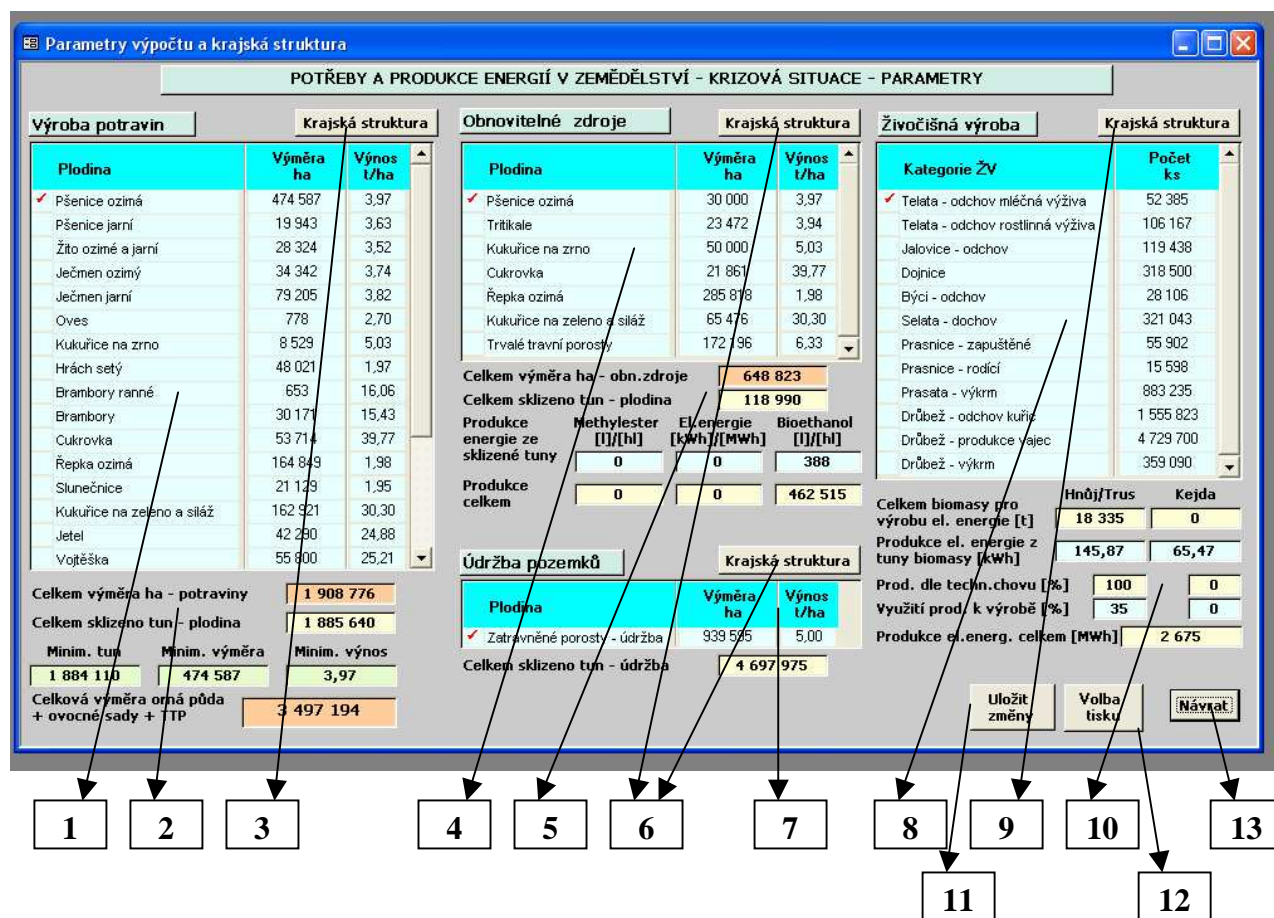 Parametry výpočtu a krajská struktura
POTŘEBY A PRODUKCE ENERGIÍ V ZEMĚDĚLSTVÍ - KRIZOVÁ SITUACE - PARAMETRY
Výroba potravin
Krajská struktura
Plodina Výměra ha Výnos t/ha
Pšenice ozimá 474 587 3,97
Pšenice jarní 19 943 3,63
Žito ozimé a jarní 28 324 3,52
Ječmen ozimý 34 342 3,74
Ječmen jarní 79 205 3,82
Oves 778 2,70
Kukuřice na zrno 8 529 5,03
Hrách setý 48 021 1,97
Brambory ranné 653 16,06
Brambory 30 171 15,43
Cukrovka 53 714 39,77
Řepka ozimá 164 849 1,98
Slunečnice 21 129 1,95
Kukuřice na zeleno a siláž 162 921 30,30
Jetel 42 290 24,88
Vojtěška 55 800 25,21
Celkem výměra ha - potraviny 1 908 776
Celkem sklizeno tun - plodina 1 885 640
Minim. tun Minim. výměra Minim. výnos
1 884 110 474 587 3,97
Celková výměra orná půda
+ ovocné sady + TTP 3 497 194
Obnovitelné zdroje
Krajská struktura
Plodina Výměra ha Výnos t/ha
Pšenice ozimá 30 000 3,97
Tritikale 23 472 3,94
Kukuřice na zrno 50 000 5,03
Cukrovka 21 861 39,77
Řepka ozimá 285 818 1,98
Kukuřice na zeleno a siláž 65 476 30,30
Trvalé travní porosty 172 196 6,33
Celkem výměra ha - obn.zdroje 648 823
Celkem sklizeno tun - plodina 118 990
Produkce Methylester El.energie Bioethanol
energie ze [l]/[hl] [kWh]/[MWh] [l]/[hl]
sklizené tuny 0 0 388
Produkce
celkem 0 0 462 515
Údržba pozemků
Krajská struktura
Plodina Výměra ha Výnos t/ha
Zatravněné porosty - údržba 939 595 5,00
Celkem sklizeno tun - údržba 4 697 975
Živočišná výroba
Krajská struktura
Kategorie ŽV Počet ks
Telata - odchov mléčná výživa 52 385
Telata - odchov rostlinná výživa 106 167
Jalovice - odchov 119 438
Dojnice 318 500
Býci - odchov 28 106
Selata - dochov 321 043
Prasnice - zapuštěné 55 902
Prasnice - rodící 15 598
Prasata - výkrm 883 235
Drůbež - odchov kuřic 1 555 823
Drůbež - produkce vajec 4 729 700
Drůbež - výkrm 359 090
Hnůj/Trus Kejda
Celkem biomasy pro
výrobu el. energie [t] 18 335 0
Produkce el. energie z
tuny biomasy [kWh] 145,87 65,47
Prod. dle techn.chovu [%] 100 0
Využití prod. k výrobě [%] 35 0
Produkce el.energ. celkem [MWh] 2 675
Uložit změny
Volba tisku
Návrat
1 2 3 4 5 6 7 8 9 10 13
11 12